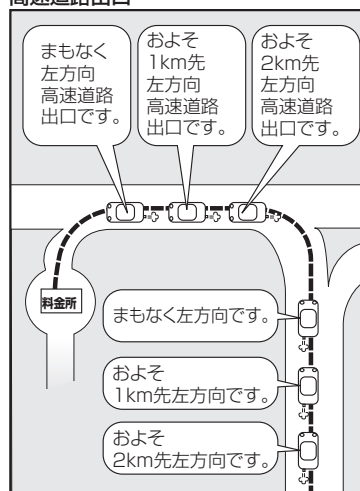 高速道路出口
まもなく
左方向
高速道路
出口です。
およそ
1km先
左方向
高速道路
出口です。
およそ
2km先
左方向
高速道路
出口です。
料金所
まもなく左方向です。
およそ
1km先左方向です。
およそ
2km先左方向です。